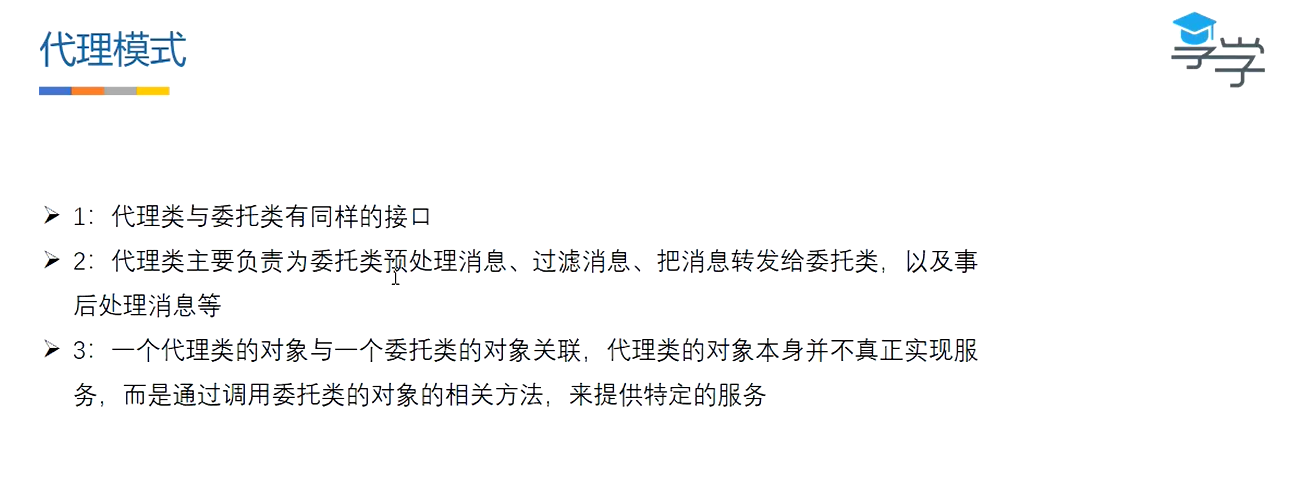 代理模式
学学
1：代理类与委托类有同样的接口
2：代理类主要负责为委托类预处理消息、过滤消息、把消息转发给委托类，以及事
后处理消息等
3：一个代理类的对象与一个委托类的对象关联，代理类的对象本身并不真正实现服
务，而是通过调用委托类的对象的相关方法，来提供特定的服务